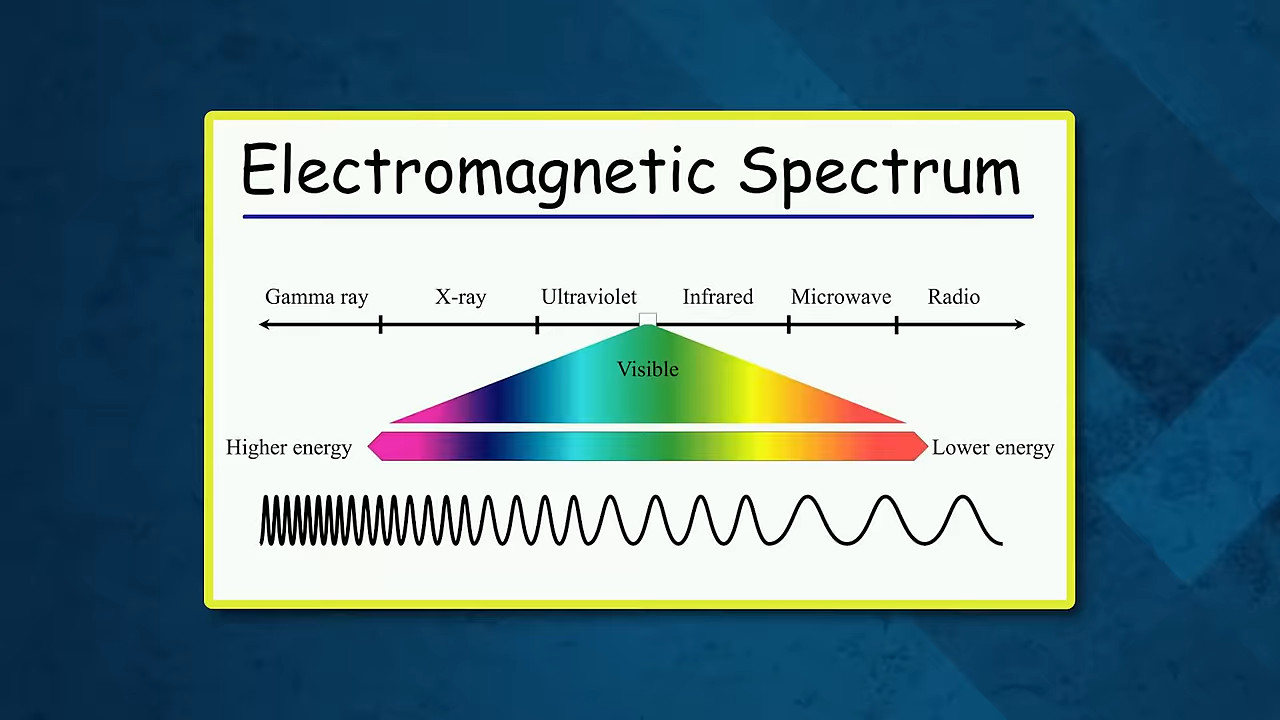 Electromagnetic Spectrum
Gamma ray X-ray Ultraviolet Infrared Microwave Radio
Visible
Higher energy Lower energy